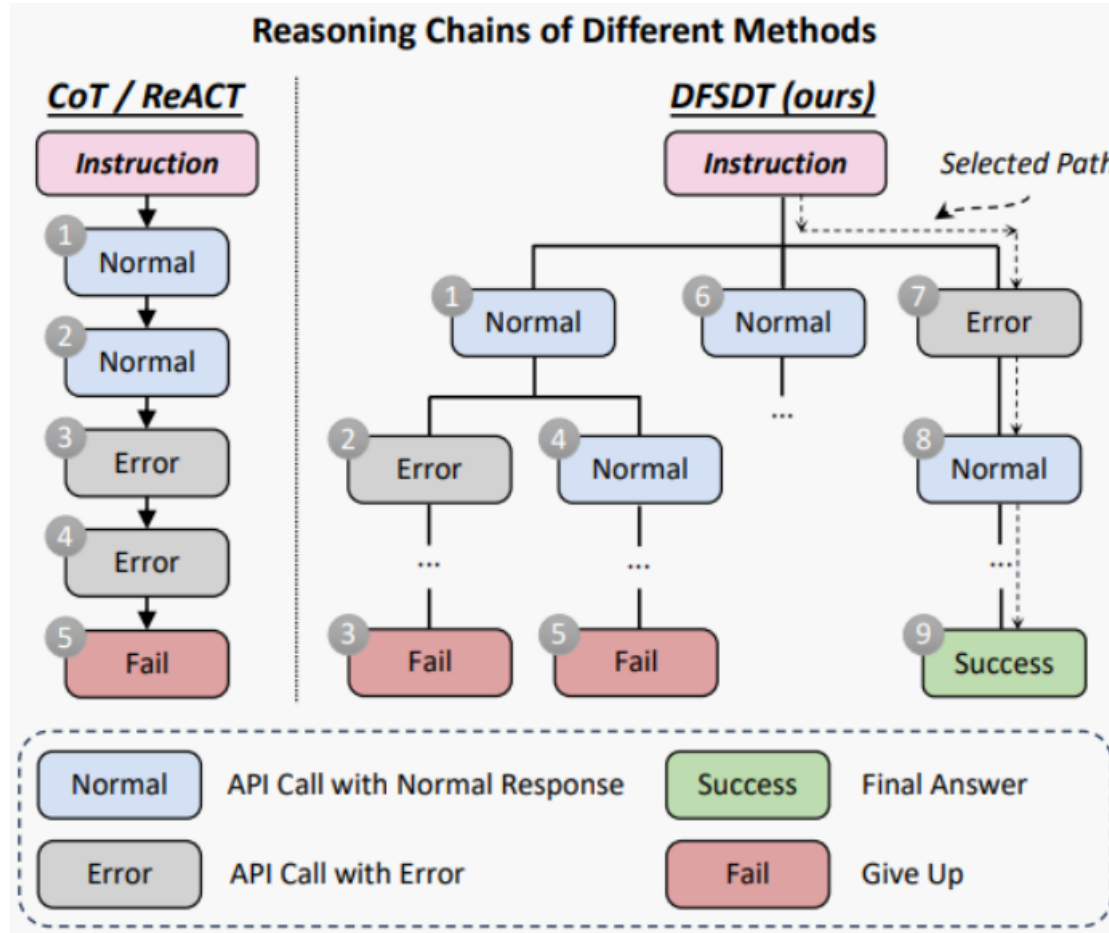 Reasoning Chains of Different Methods
CoT / ReACT
Instruction
1
Normal
2
Normal
3
Error
4
Error
5
Fail
DFSDT (ours)
Instruction
Selected Path
1
Normal
6
Normal
7
Error
...
2
Error
4
Normal
8
Normal
...
...
...
3
Fail
5
Fail
9
Success
Normal
API Call with Normal Response
Success
Final Answer
Error
API Call with Error
Fail
Give Up